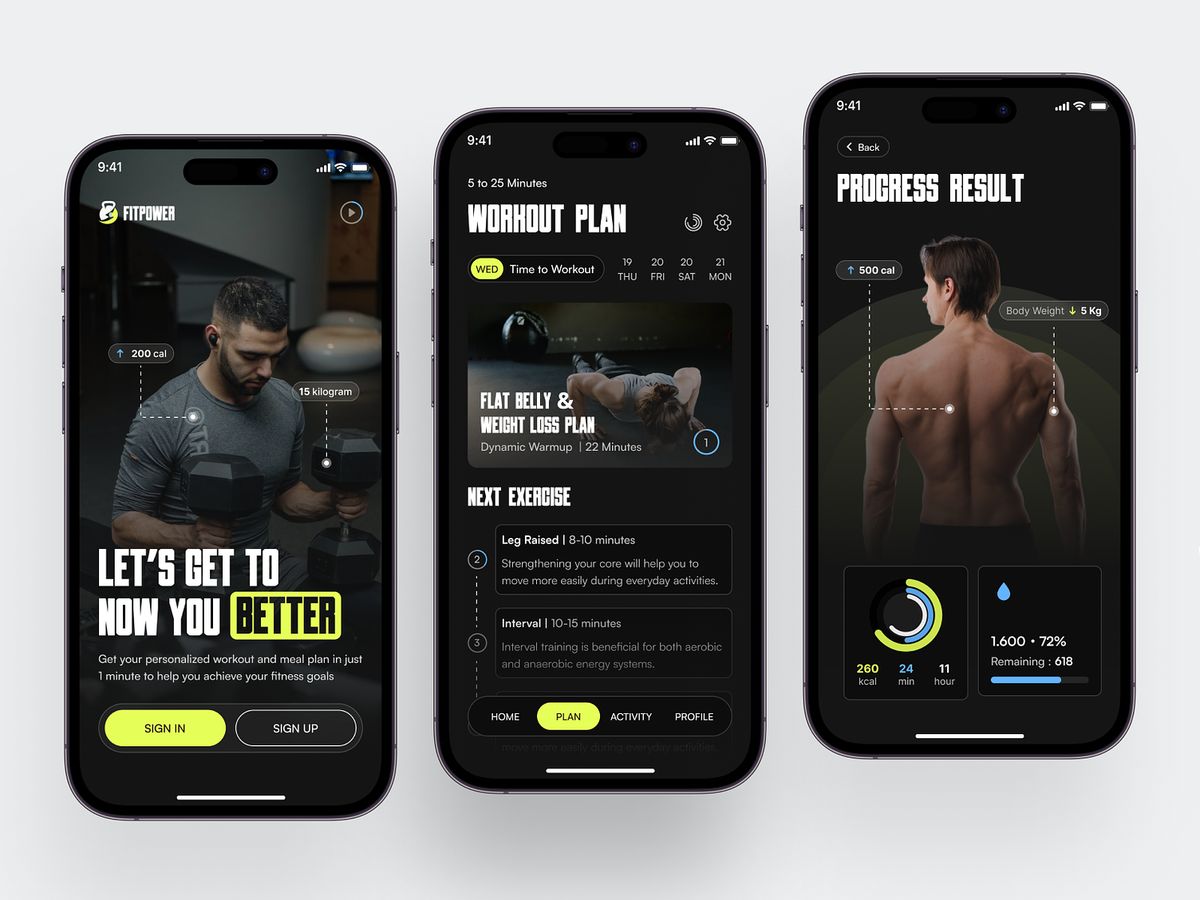 9:41
FITPOWER
↑ 200 cal
15 kilogram
LET'S GET TO
NOW YOU BETTER
Get your personalized workout and meal plan in just
1 minute to help you achieve your fitness goals
SIGN IN
SIGN UP
9:41
5 to 25 Minutes
WORKOUT PLAN
WED Time to Workout
19 20 20 21
THU FRI SAT MON
FLAT BELLY &
WEIGHT LOSS PLAN
Dynamic Warmup | 22 Minutes
1
NEXT EXERCISE
2
Leg Raised | 8-10 minutes
Strengthening your core will help you to
move more easily during everyday activities.
3
Interval | 10-15 minutes
Interval training is beneficial for both aerobic
and anaerobic energy systems.
HOME PLAN ACTIVITY PROFILE
move more easily during everyday activities.
9:41
Back
PROGRESS RESULT
↑ 500 cal
Body Weight ↓ 5 Kg
260 24 11
kcal min hour
1.600 • 72%
Remaining : 618